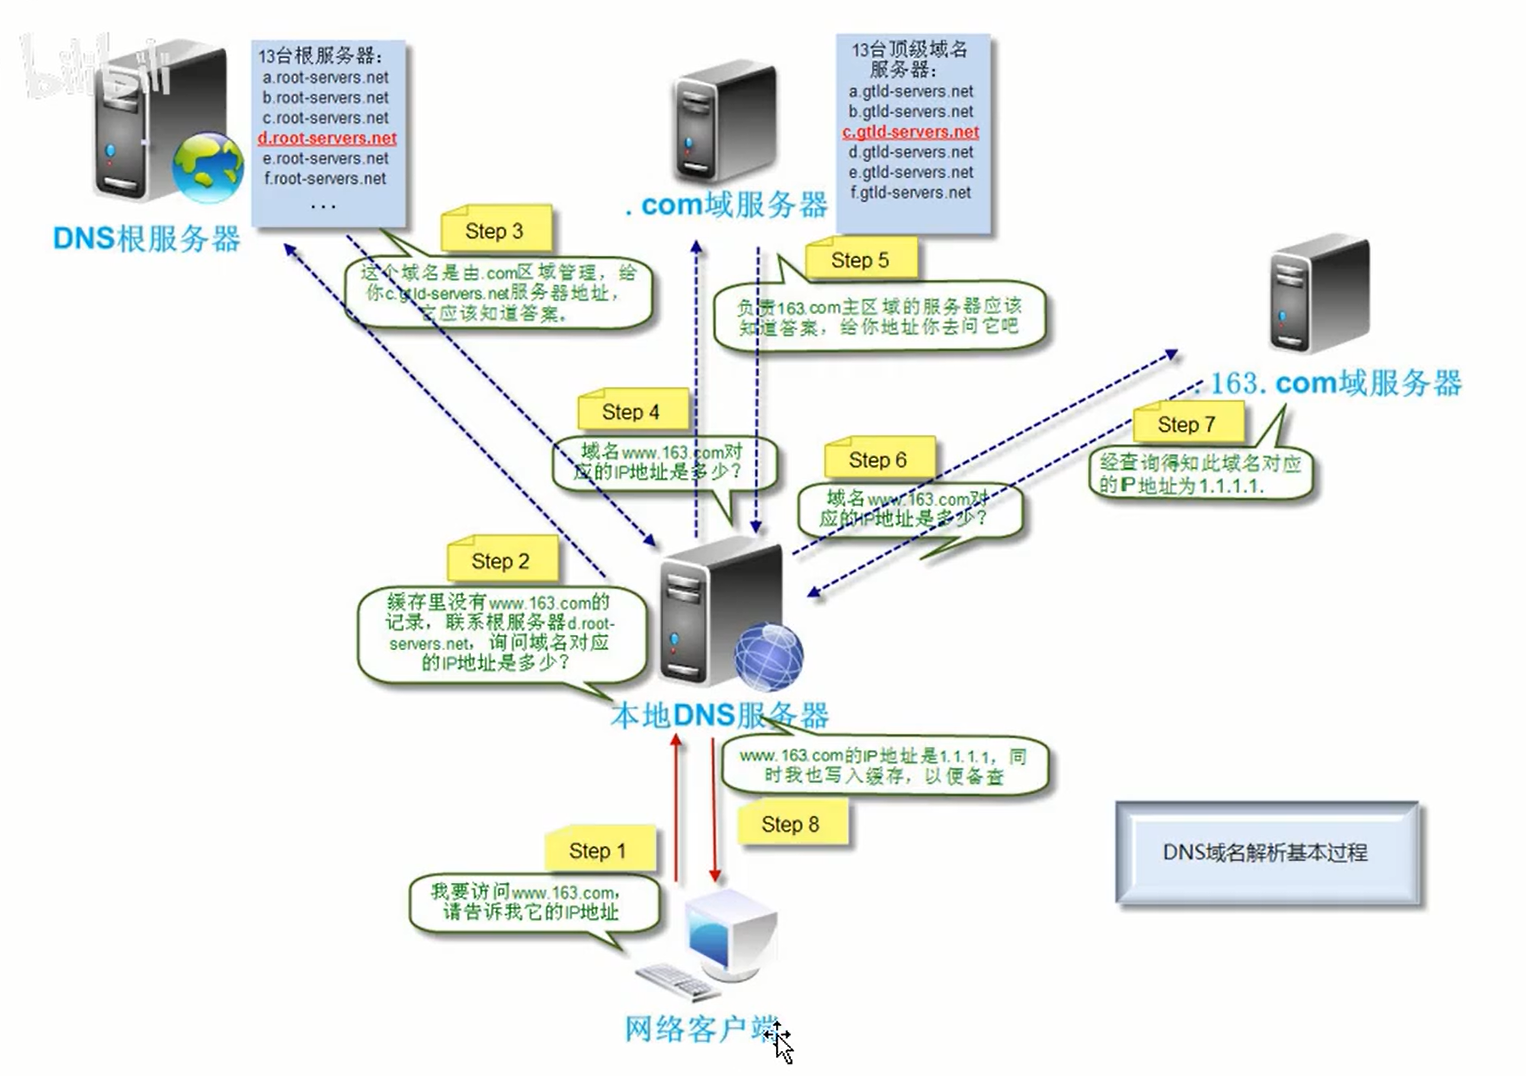 bilibili
13台根服务器：
a.root-servers.net
b.root-servers.net
c.root-servers.net
d.root-servers.net
e.root-servers.net
f.root-servers.net
...
DNS根服务器
.com域服务器
13台顶级域名
服务器：
a.gtld-servers.net
b.gtld-servers.net
c.gtld-servers.net
d.gtld-servers.net
e.gtld-servers.net
f.gtld-servers.net
Step 3
这个域名是由.com区域管理，给
你c.gtld-servers.net服务器地址，
它应该知道答案。
Step 5
负责163.com主区域的服务器应该
知道答案，给你地址你去问它吧
.163.com域服务器
Step 4
域名www.163.com对
应的IP地址是多少？
Step 6
域名www.163.com对
应的IP地址是多少？
Step 7
经查询得知此域名对应
的IP地址为1.1.1.1.
Step 2
缓存里没有www.163.com的
记录，联系根服务器d.root-
servers.net，询问域名对应
的IP地址是多少？
本地DNS服务器
www.163.com的IP地址是1.1.1.1，同
时我也写入缓存，以便备查
Step 8
Step 1
我要访问www.163.com，
请告诉我它的IP地址
网络客户端
DNS域名解析基本过程